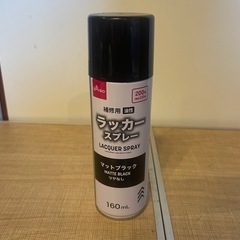 DAISO
補修用 油性
ラッカー
スプレー
LACQUER SPRAY
マットブラック
MATTE BLACK
つやなし
160mL